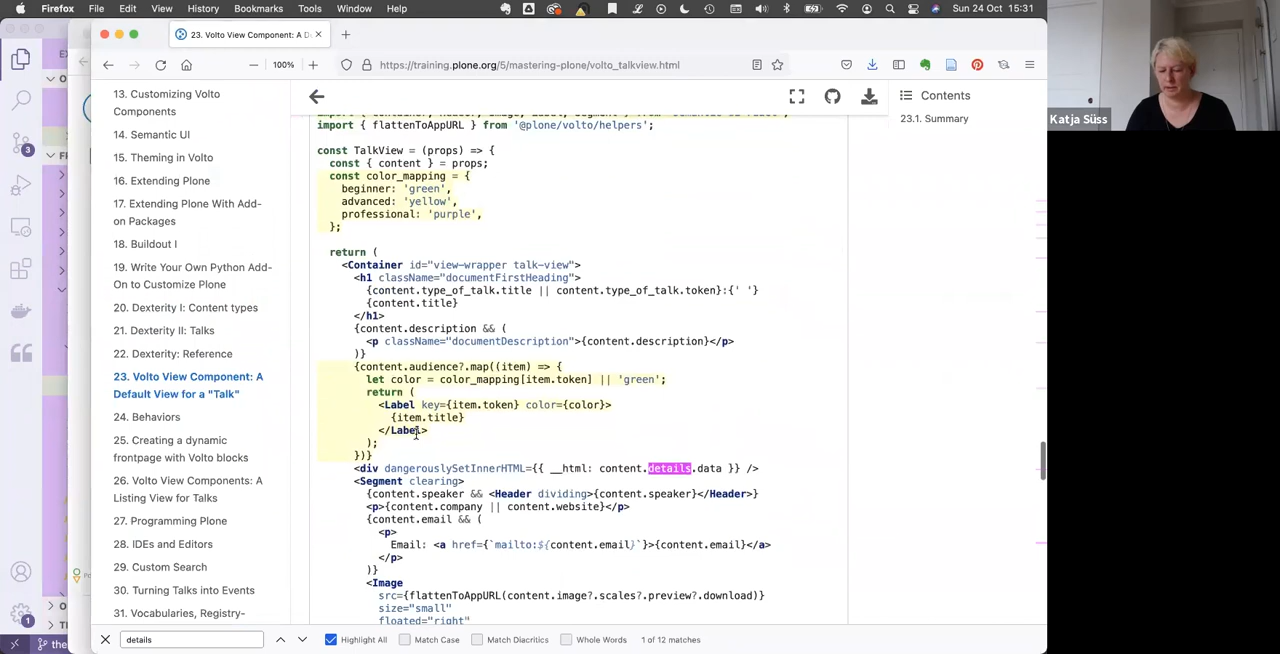 Firefox File Edit View History Bookmarks Tools Window Help Sun 24 Oct 15:31
23. Volto View Component: A D
100% https://training.plone.org/5/mastering-plone/volto_talkview.html
13. Customizing Volto
Components
14. Semantic UI
15. Theming in Volto
16. Extending Plone
17. Extending Plone With Add-
on Packages
18. Buildout I
19. Write Your Own Python Add-
On to Customize Plone
20. Dexterity I: Content types
21. Dexterity II: Talks
22. Dexterity: Reference
23. Volto View Component: A
Default View for a "Talk"
24. Behaviors
25. Creating a dynamic
frontpage with Volto blocks
26. Volto View Components: A
Listing View for Talks
27. Programming Plone
28. IDEs and Editors
29. Custom Search
30. Turning Talks into Events
31. Vocabularies, Registry-
import { flattenToAppURL } from '@plone/volto/helpers';
const TalkView = (props) => {
const { content } = props;
const color_mapping = {
beginner: 'green',
advanced: 'yellow',
professional: 'purple',
};
return (
<Container id="view-wrapper talk-view">
<h1 className="documentFirstHeading">
{content.type_of_talk.title || content.type_of_talk.token}:{' '}
{content.title}
</h1>
{content.description && (
<p className="documentDescription">{content.description}</p>
)}
{content.audience?.map((item) => {
let color = color_mapping[item.token] || 'green';
return (
<Label key={item.token} color={color}>
{item.title}
</Label>
);
})}
<div dangerouslySetInnerHTML={{ __html: content.details.data }} />
<Segment clearing>
{content.speaker && <Header dividing>{content.speaker}</Header>}
<p>{content.company || content.website}</p>
{content.email && (
<p>
Email: <a href={`mailto:${content.email}`}>{content.email}</a>
</p>
)}
<Image
src={flattenToAppURL(content.image?.scales?.preview?.download)}
size="small"
floated="right"
Contents
23.1. Summary
Katja Süss
details Highlight All Match Case Match Diacritics Whole Words 1 of 12 matches
3
1
the